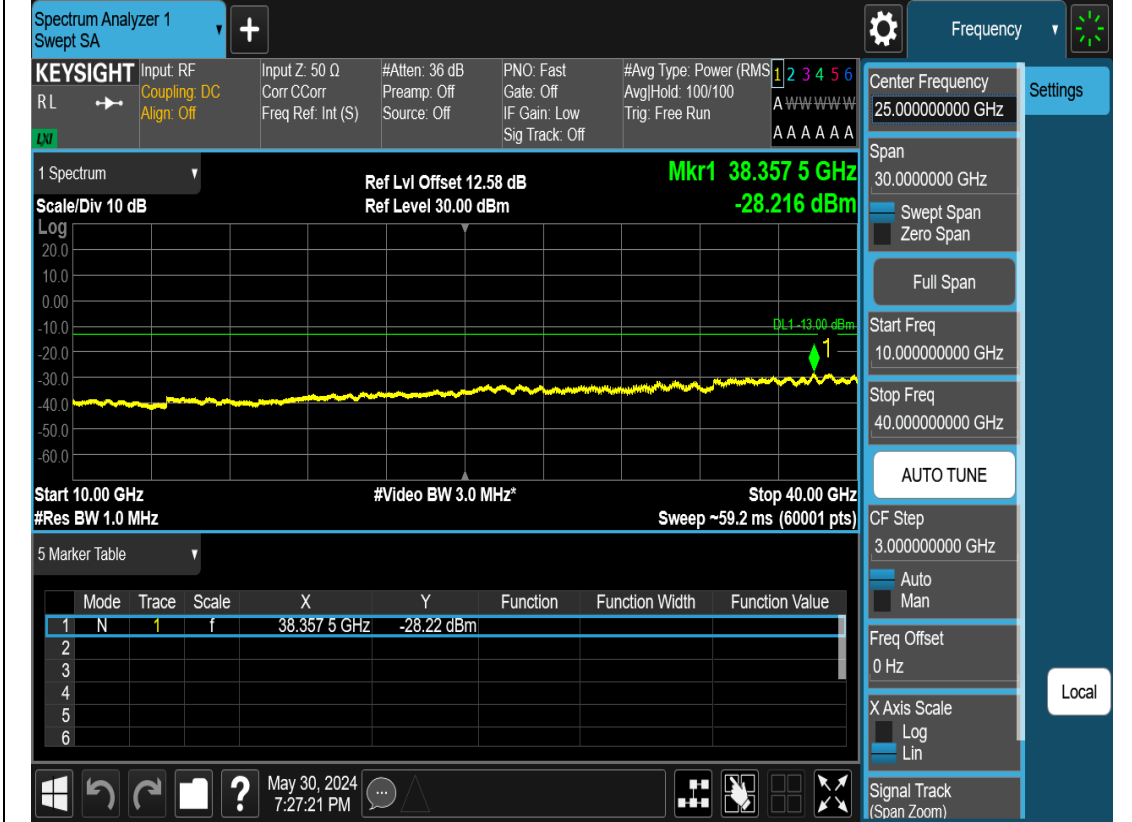 Spectrum Analyzer 1
Swept SA
+
Frequency
KEYSIGHT
RL
LXI
Input: RF
Coupling: DC
Align: Off
Input Z: 50 Ω
Corr CCorr
Freq Ref: Int (S)
#Atten: 36 dB
Preamp: Off
Source: Off
PNO: Fast
Gate: Off
IF Gain: Low
Sig Track: Off
#Avg Type: Power (RMS
Avg|Hold: 100/100
Trig: Free Run
1 2 3 4 5 6
A W W W W W
A A A A A A
1 Spectrum
Scale/Div 10 dB
Ref Lvl Offset 12.58 dB
Ref Level 30.00 dBm
Mkr1 38.357 5 GHz
-28.216 dBm
Log
20.0
10.0
0.00
-10.0
-20.0
-30.0
-40.0
-50.0
-60.0
DL1 -13.00 dBm
1
Start 10.00 GHz
#Video BW 3.0 MHz*
Stop 40.00 GHz
#Res BW 1.0 MHz
Sweep ~59.2 ms (60001 pts)
5 Marker Table
Mode Trace Scale X Y Function Function Width Function Value
1 N 1 f 38.357 5 GHz -28.22 dBm
2
3
4
5
6
Center Frequency
25.000000000 GHz
Span
30.0000000 GHz
Swept Span
Zero Span
Full Span
Start Freq
10.000000000 GHz
Stop Freq
40.000000000 GHz
AUTO TUNE
CF Step
3.000000000 GHz
Auto
Man
Freq Offset
0 Hz
X Axis Scale
Log
Lin
Signal Track
(Span Zoom)
Settings
Local
?
May 30, 2024
7:27:21 PM